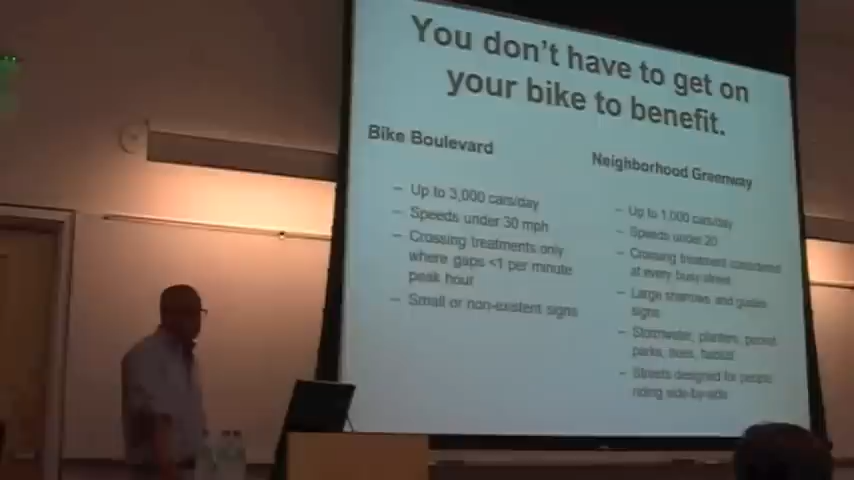 You don't have to get on
your bike to benefit.
Bike Boulevard
– Up to 3,000 cars/day
– Speeds under 30 mph
– Crossing treatments only
where gaps <1 per minute
peak hour
– Small or non-existent signs
Neighborhood Greenway
– Up to 1,000 cars/day
– Speeds under 20
– Crossing treatment considered
at every busy street
– Large sharrows and guides
signs
– Stormwater, planters, pocket
parks, trees, habitat
– Streets designed for people
riding side-by-side